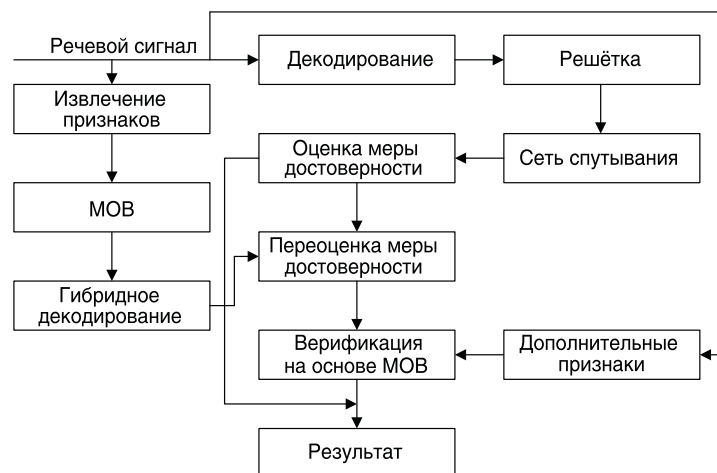 Речевой сигнал
Декодирование
Решётка
Извлечение
признаков
Оценка меры
достоверности
Сеть спутывания
МОВ
Переоценка меры
достоверности
Гибридное
декодирование
Верификация
на основе МОВ
Дополнительные
признаки
Результат